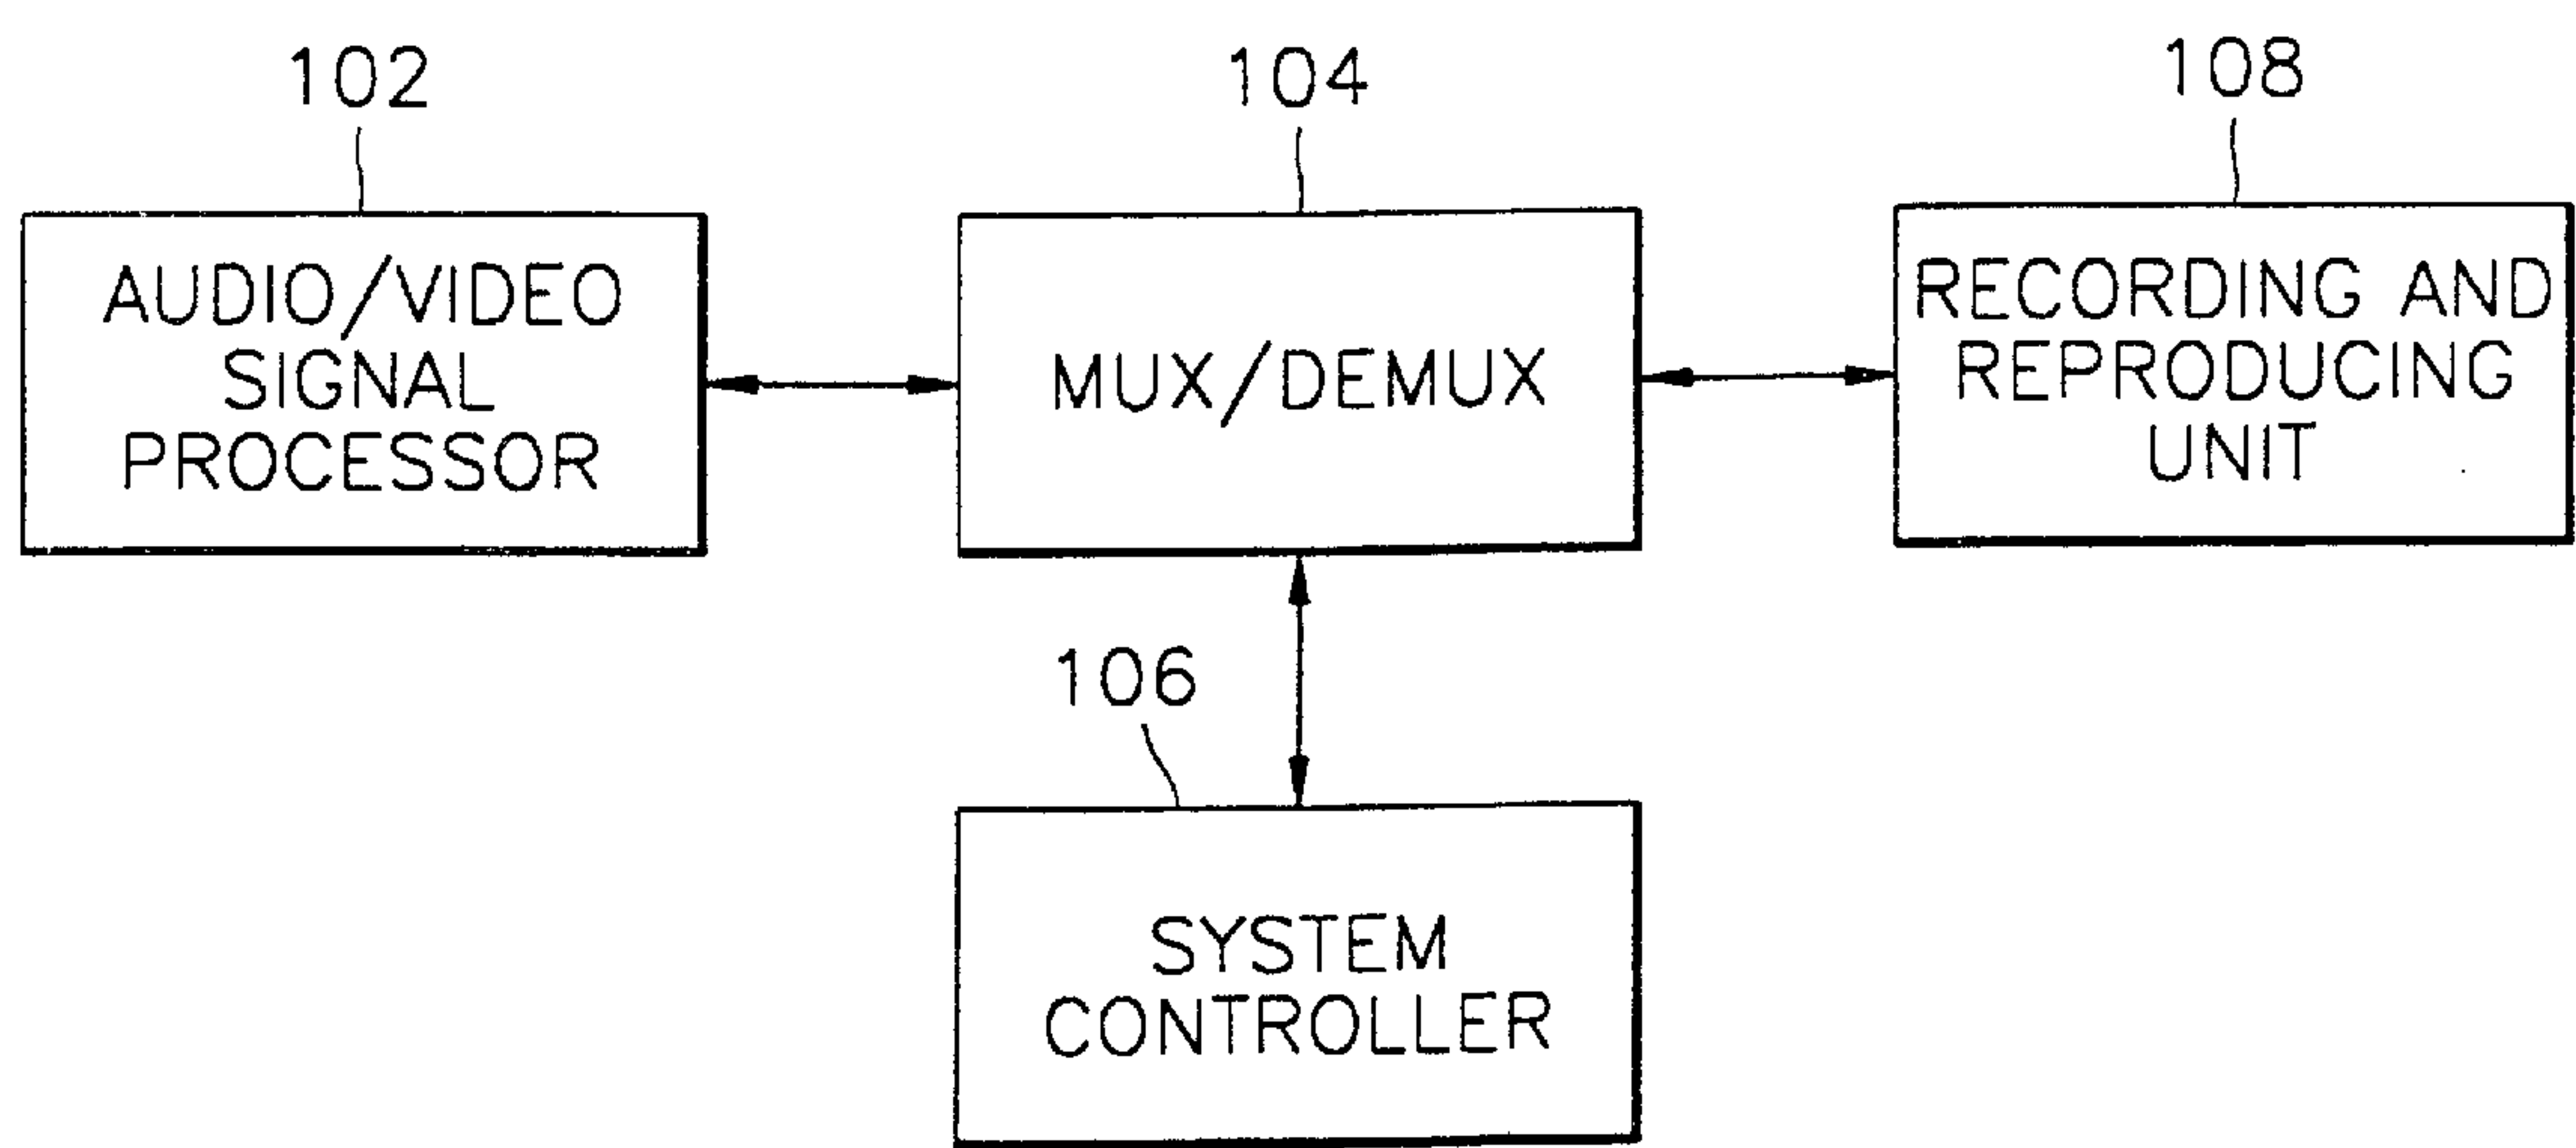 102
104
108
AUDIO/VIDEO
SIGNAL
PROCESSOR
MUX/DEMUX
RECORDING AND
REPRODUCING
UNIT
106
SYSTEM
CONTROLLER